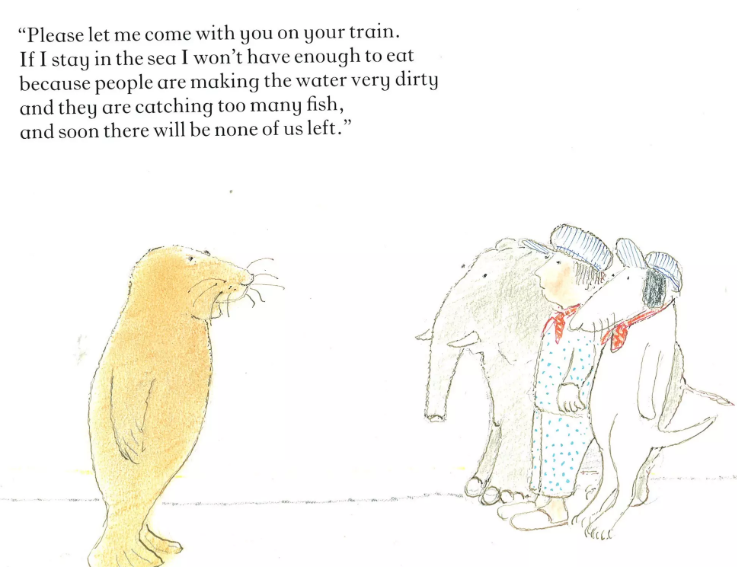 “Please let me come with you on your train.
If I stay in the sea I won’t have enough to eat
because people are making the water very dirty
and they are catching too many fish,
and soon there will be none of us left.”